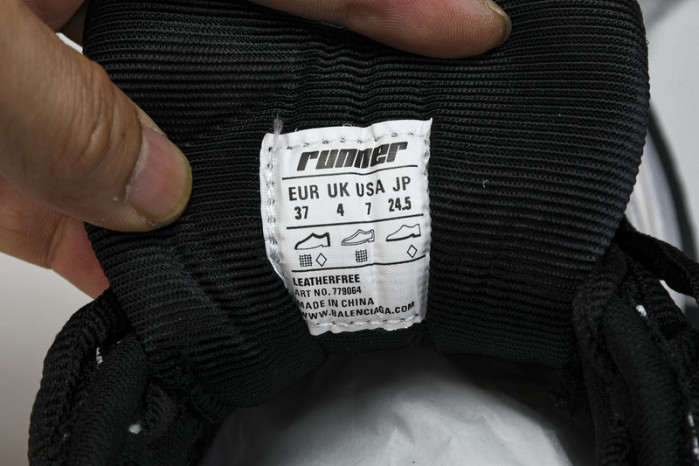 runner
EUR UK USA JP
37 4 7 24.5
LEATHERFREE
ART NO. 779064
MADE IN CHINA
WWW.BALENCIAGA.COM